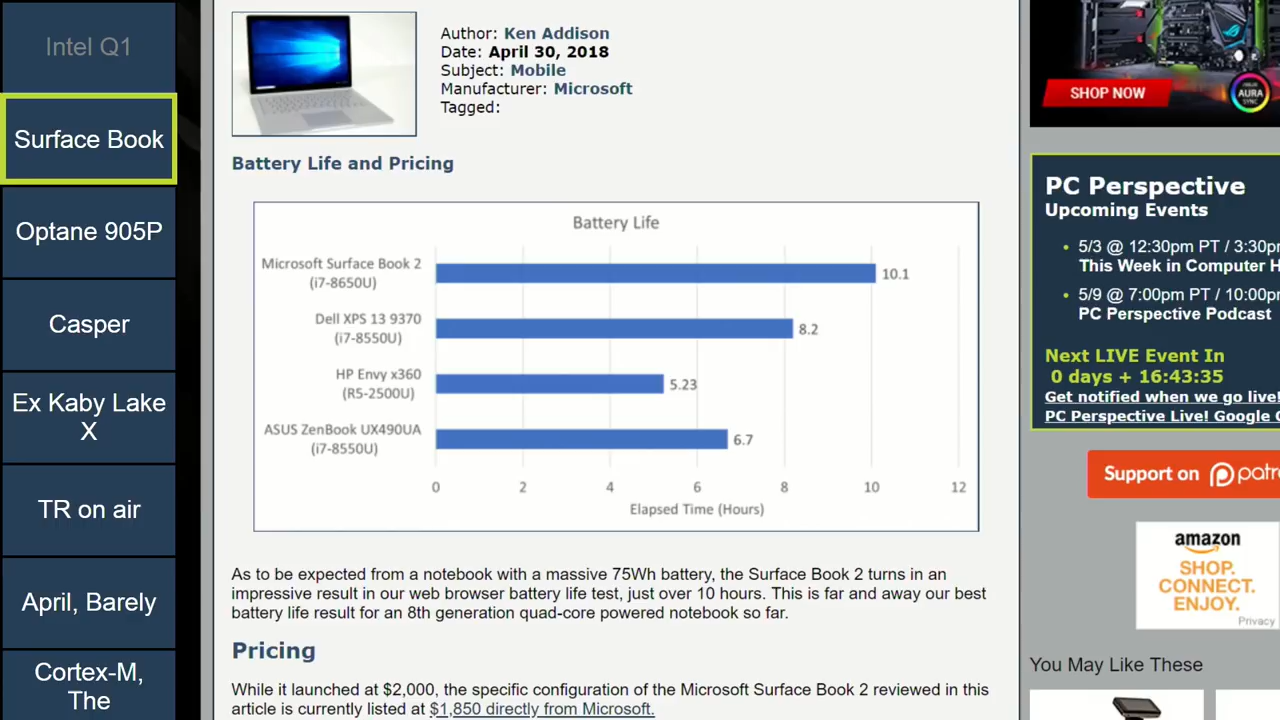 Intel Q1
Surface Book
Optane 905P
Casper
Ex Kaby Lake
X
TR on air
April, Barely
Cortex-M,
The
Author: Ken Addison
Date: April 30, 2018
Subject: Mobile
Manufacturer: Microsoft
Tagged:
Battery Life and Pricing
Battery Life
Microsoft Surface Book 2
(i7-8650U)
10.1
Dell XPS 13 9370
(i7-8550U)
8.2
HP Envy x360
(R5-2500U)
5.23
ASUS ZenBook UX490UA
(i7-8550U)
6.7
0 2 4 6 8 10 12
Elapsed Time (Hours)
As to be expected from a notebook with a massive 75Wh battery, the Surface Book 2 turns in an
impressive result in our web browser battery life test, just over 10 hours. This is far and away our best
battery life result for an 8th generation quad-core powered notebook so far.
Pricing
While it launched at $2,000, the specific configuration of the Microsoft Surface Book 2 reviewed in this
article is currently listed at $1,850 directly from Microsoft.
SHOP NOW
AURA
SYNC
PC Perspective
Upcoming Events
• 5/3 @ 12:30pm PT / 3:30p
This Week in Computer H
• 5/9 @ 7:00pm PT / 10:00p
PC Perspective Podcast
Next LIVE Event In
0 days + 16:43:35
Get notified when we go live!
PC Perspective Live! Google
Support on patr
amazon
SHOP.
CONNECT.
ENJOY.
Privacy
You May Like These